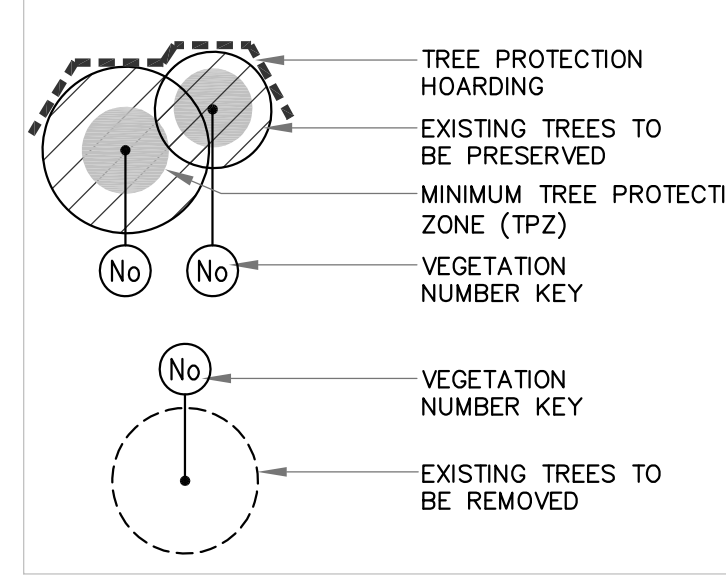 TREE PROTECTION
HOARDING
EXISTING TREES TO
BE PRESERVED
MINIMUM TREE PROTECTI
ZONE (TPZ)
No No
VEGETATION
NUMBER KEY
No
VEGETATION
NUMBER KEY
EXISTING TREES TO
BE REMOVED